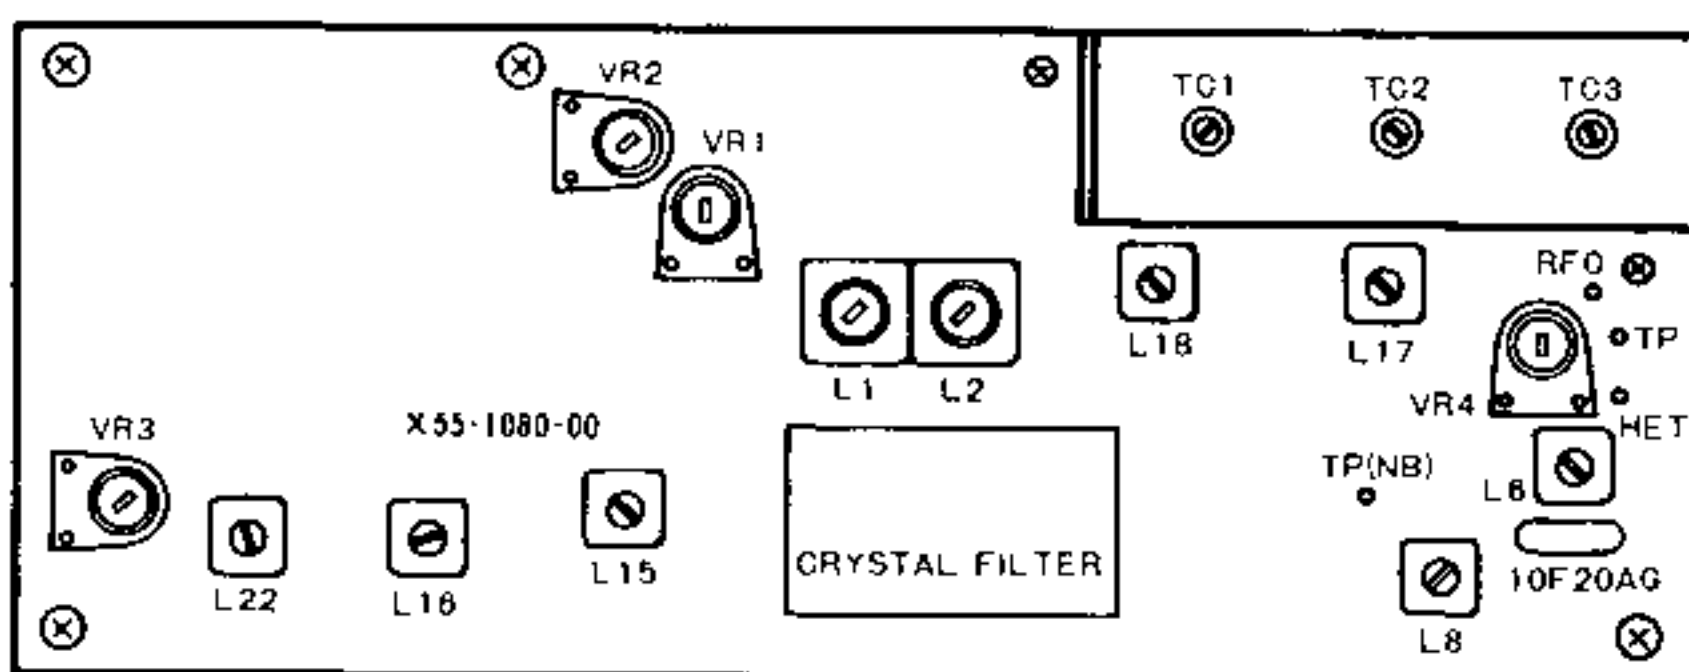 VR2
VR1
TC1
TC2
TC3
RFO
TP
L18
L17
L1
L2
VR4
HET
VR3
X55-1080-00
TP(NB)
L6
L22
L16
L15
CRYSTAL FILTER
10F20AG
L8